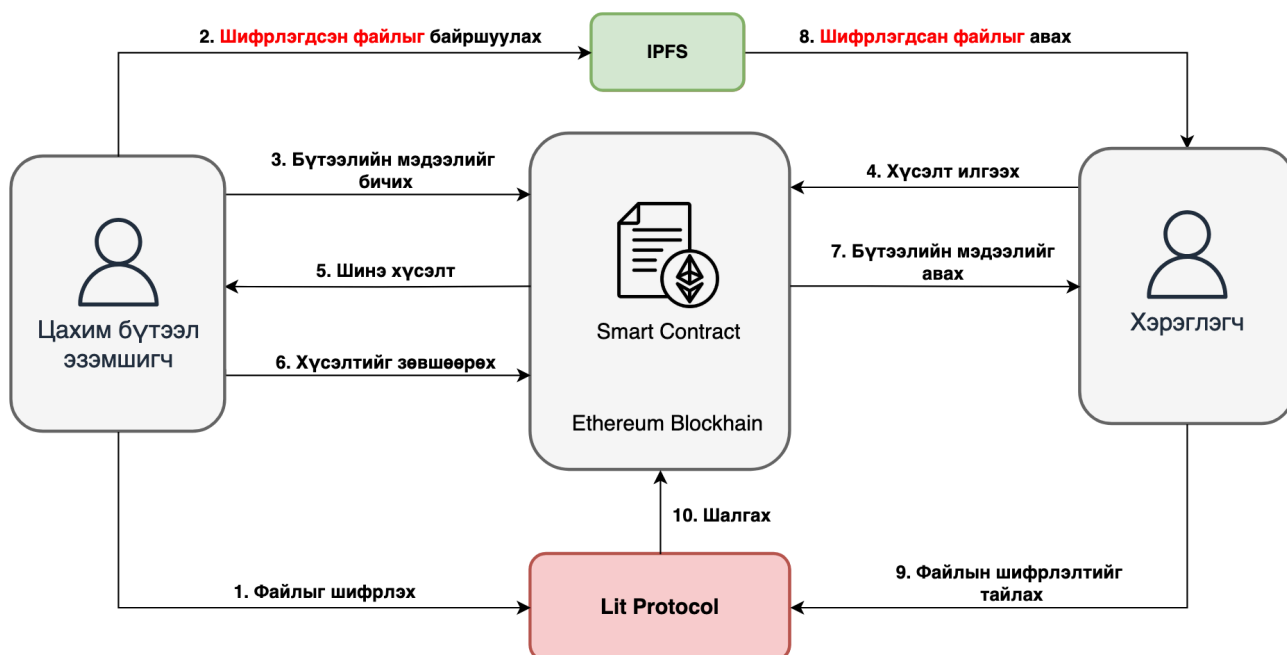 2. Шифрлэгдсэн файлыг байршуулах
IPFS
8. Шифрлэгдсан файлыг авах
3. Бүтээлийн мэдээлийг
бичих
4. Хүсэлт илгээх
5. Шинэ хүсэлт
7. Бүтээлийн мэдээлийг
авах
Smart Contract
Цахим бүтээл
эзэмшигч
Хэрэглэгч
6. Хүсэлтийг зөвшөөрөх
Ethereum Blockhain
10. Шалгах
1. Файлыг шифрлэх
Lit Protocol
9. Файлын шифрлэлтийг
тайлах